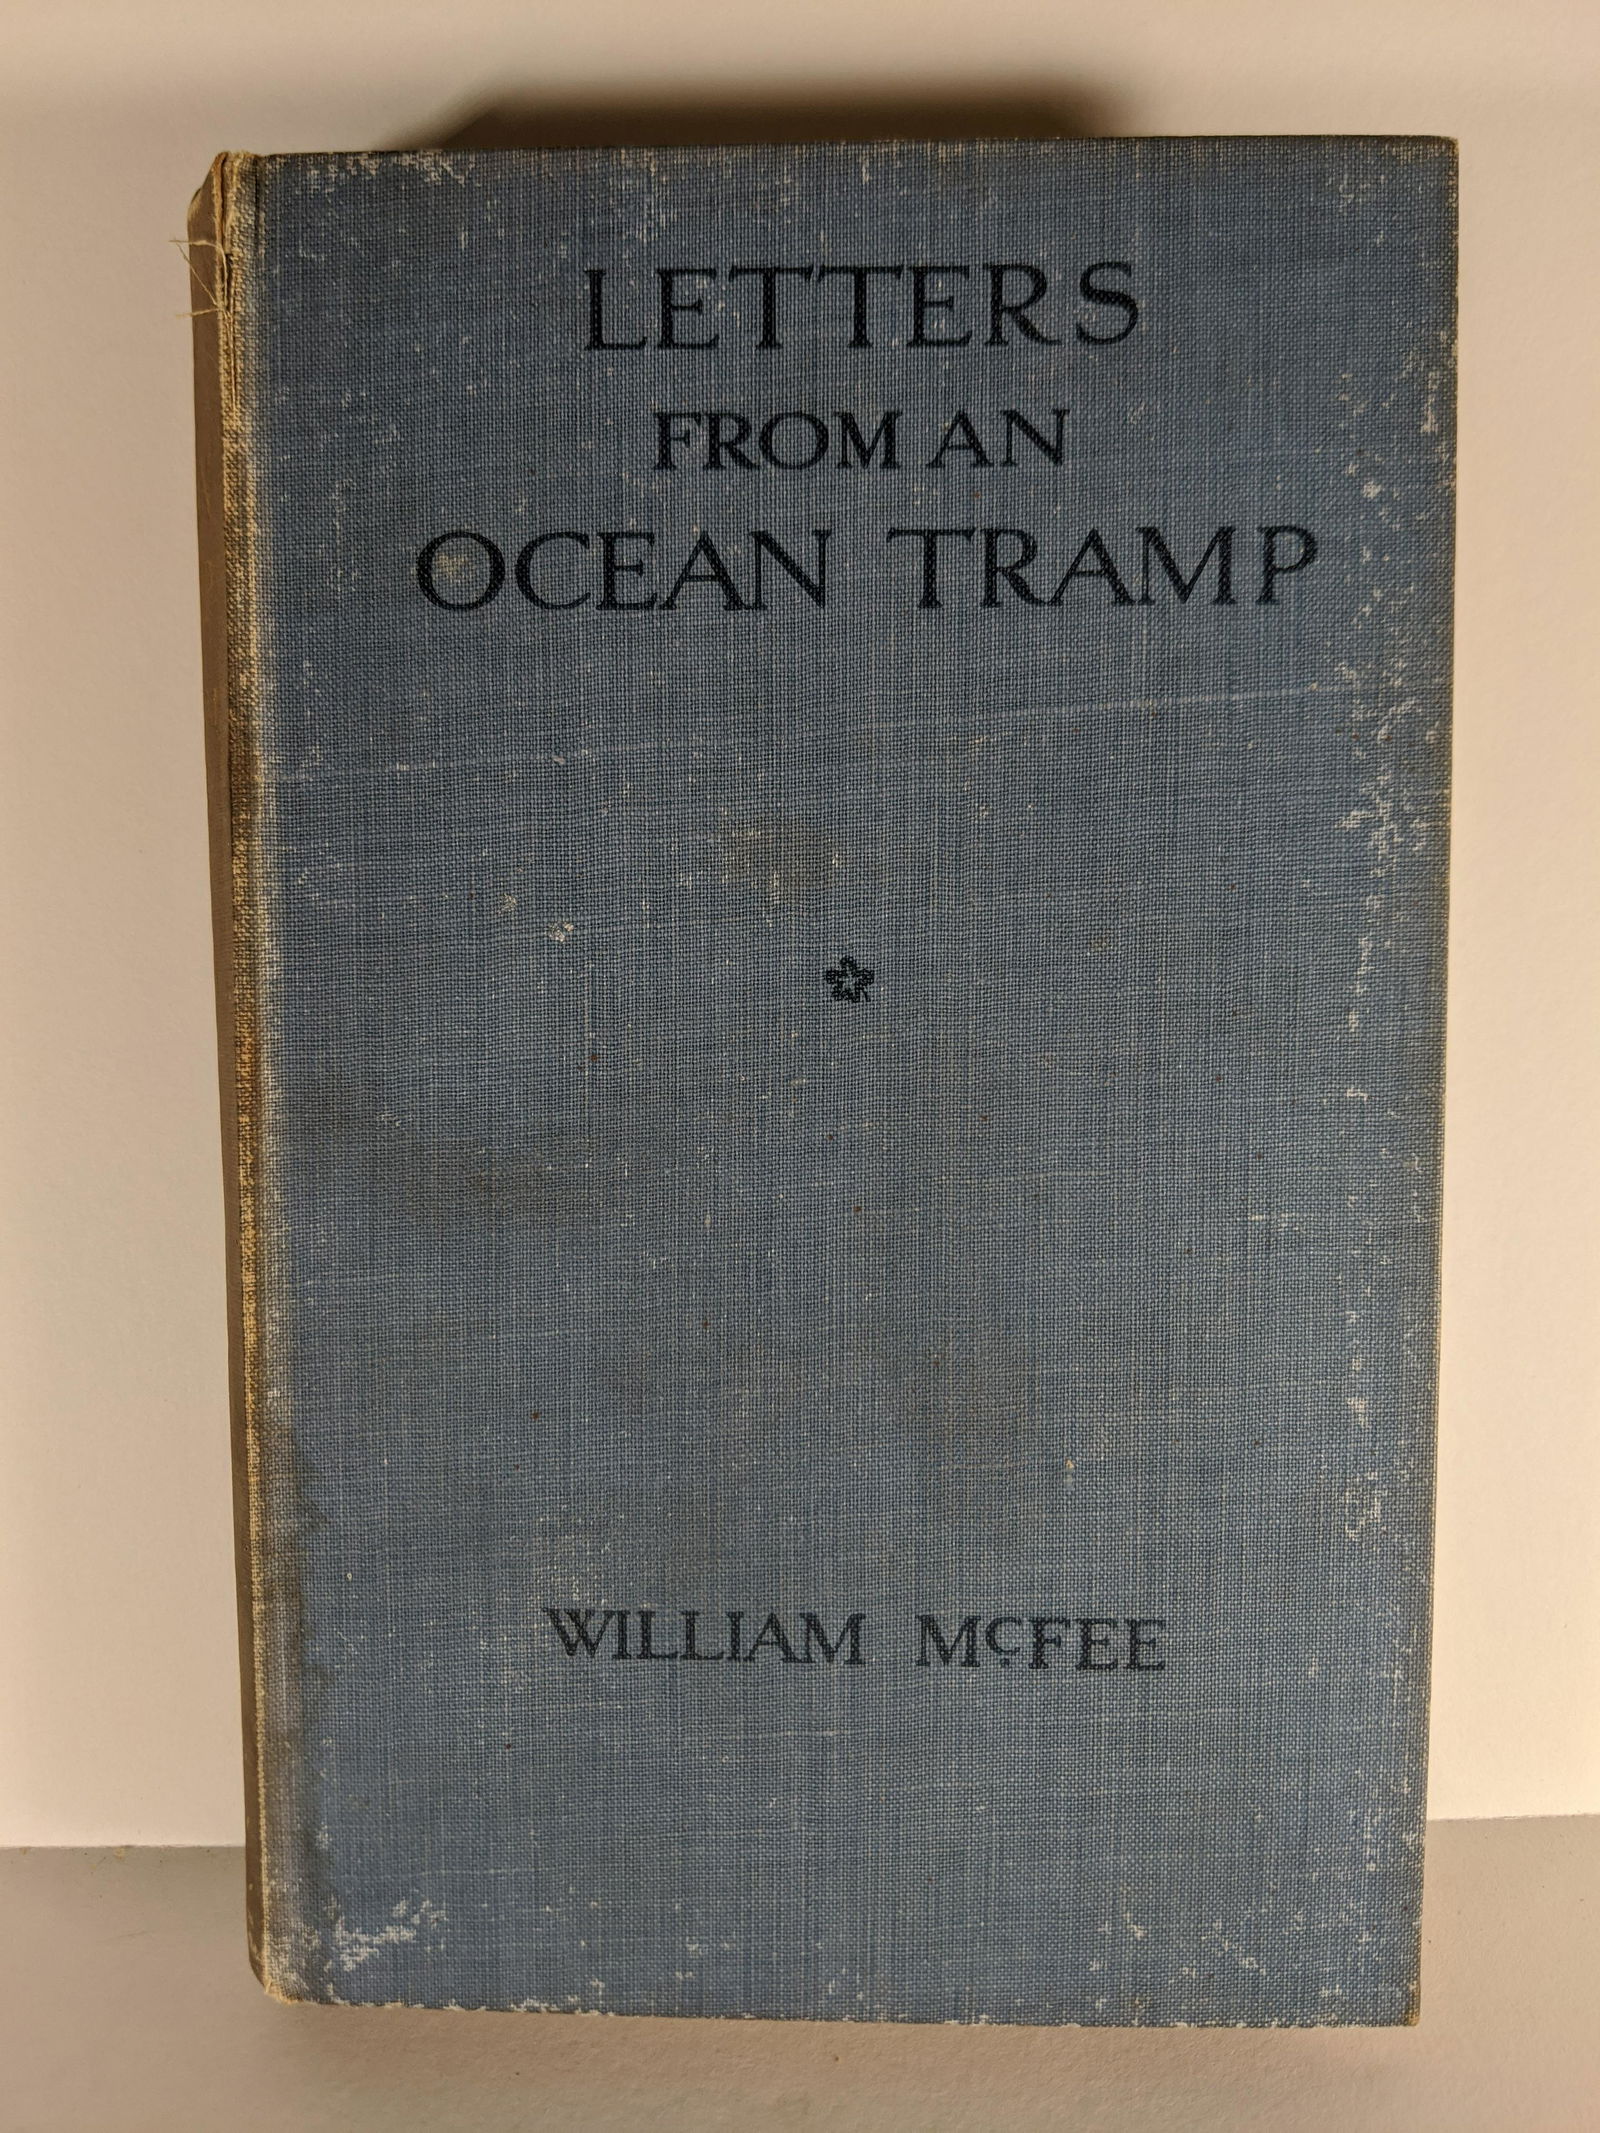 LETTERS
FROM AN
OCEAN TRAMP
WILLIAM McFEE